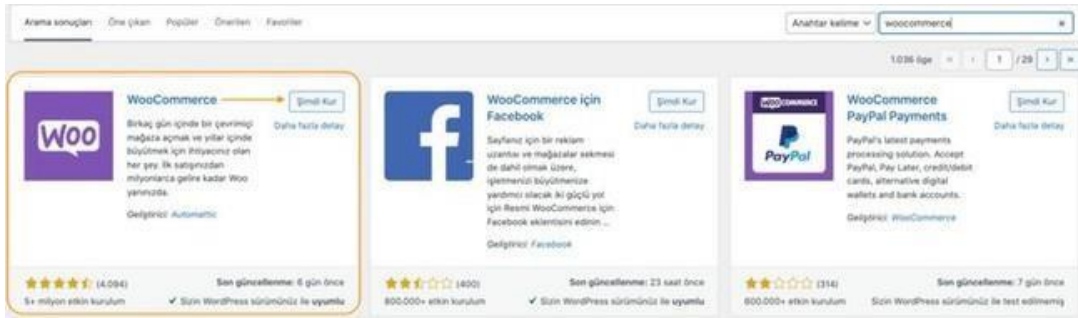 Arama sonuçları Öne çıkan Popüler Önerilen Favoriler
Anahtar kelime woocommerce
1.036 öge « ‹ 1 / 29 › »
WOO
WooCommerce
Şimdi Kur
Daha fazla detay
Birkaç gün içinde bir çevrimiçi
mağaza açmak ve yıllar içinde
büyütmek için ihtiyacınız olan
her şey. İlk satışınızdan
milyonlarca gelire kadar Woo
yanınızda.
Geliştirici: Automattic
(4.094)
Son güncellenme: 6 gün önce
5+ milyon etkin kurulum
✔ Sizin WordPress sürümünüz ile uyumlu
WooCommerce için
Facebook
Şimdi Kur
Daha fazla detay
Sayfanız için bir reklam
uzantısı ve mağazalar sekmesi
de dahil olmak üzere,
işletmenizi büyütmenize
yardımcı olacak iki güçlü yol
için Resmi WooCommerce için
Facebook eklentisini edinin ...
Geliştirici: Facebook
(400)
Son güncellenme: 23 saat önce
800.000+ etkin kurulum
✔ Sizin WordPress sürümünüz ile uyumlu
WOOCOMMERCE
PayPal
WooCommerce
PayPal Payments
Şimdi Kur
Daha fazla detay
PayPal's latest payments
processing solution. Accept
PayPal, Pay Later, credit/debit
cards, alternative digital
wallets and bank accounts.
Geliştirici: WooCommerce
(314)
Son güncellenme: 7 gün önce
600.000+ etkin kurulum
Sizin WordPress sürümünüz ile test edilmemiş